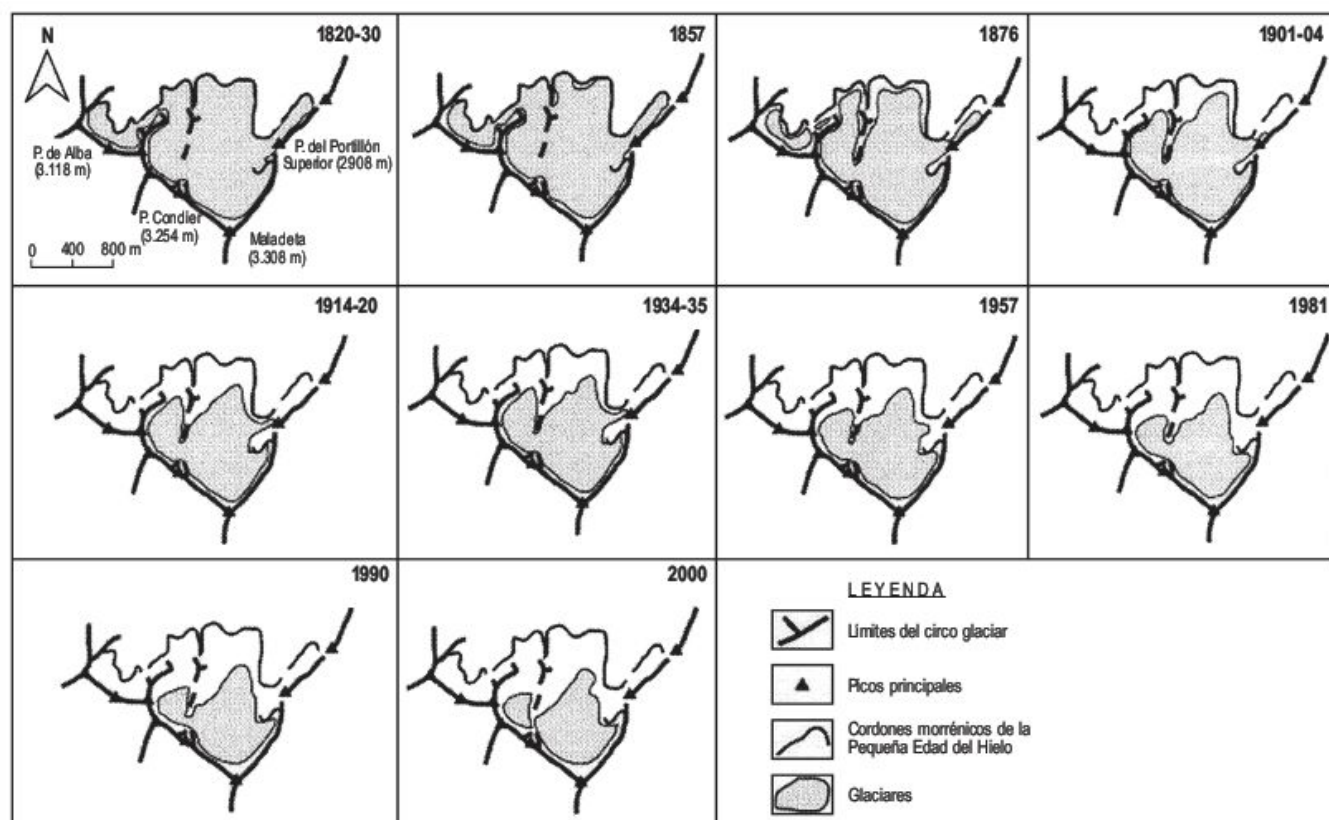 N
1820-30
P. de Alba
(3.118 m)
P. del Portillón
Superior (2908 m)
P. Condier
(3.254 m)
Maladeta
(3.308 m)
0 400 800 m
1857
1876
1901-04
1914-20
1934-35
1957
1981
1990
2000
LEYENDA
Límites del circo glaciar
Picos principales
Cordones morrénicos de la
Pequeña Edad del Hielo
Glaciares